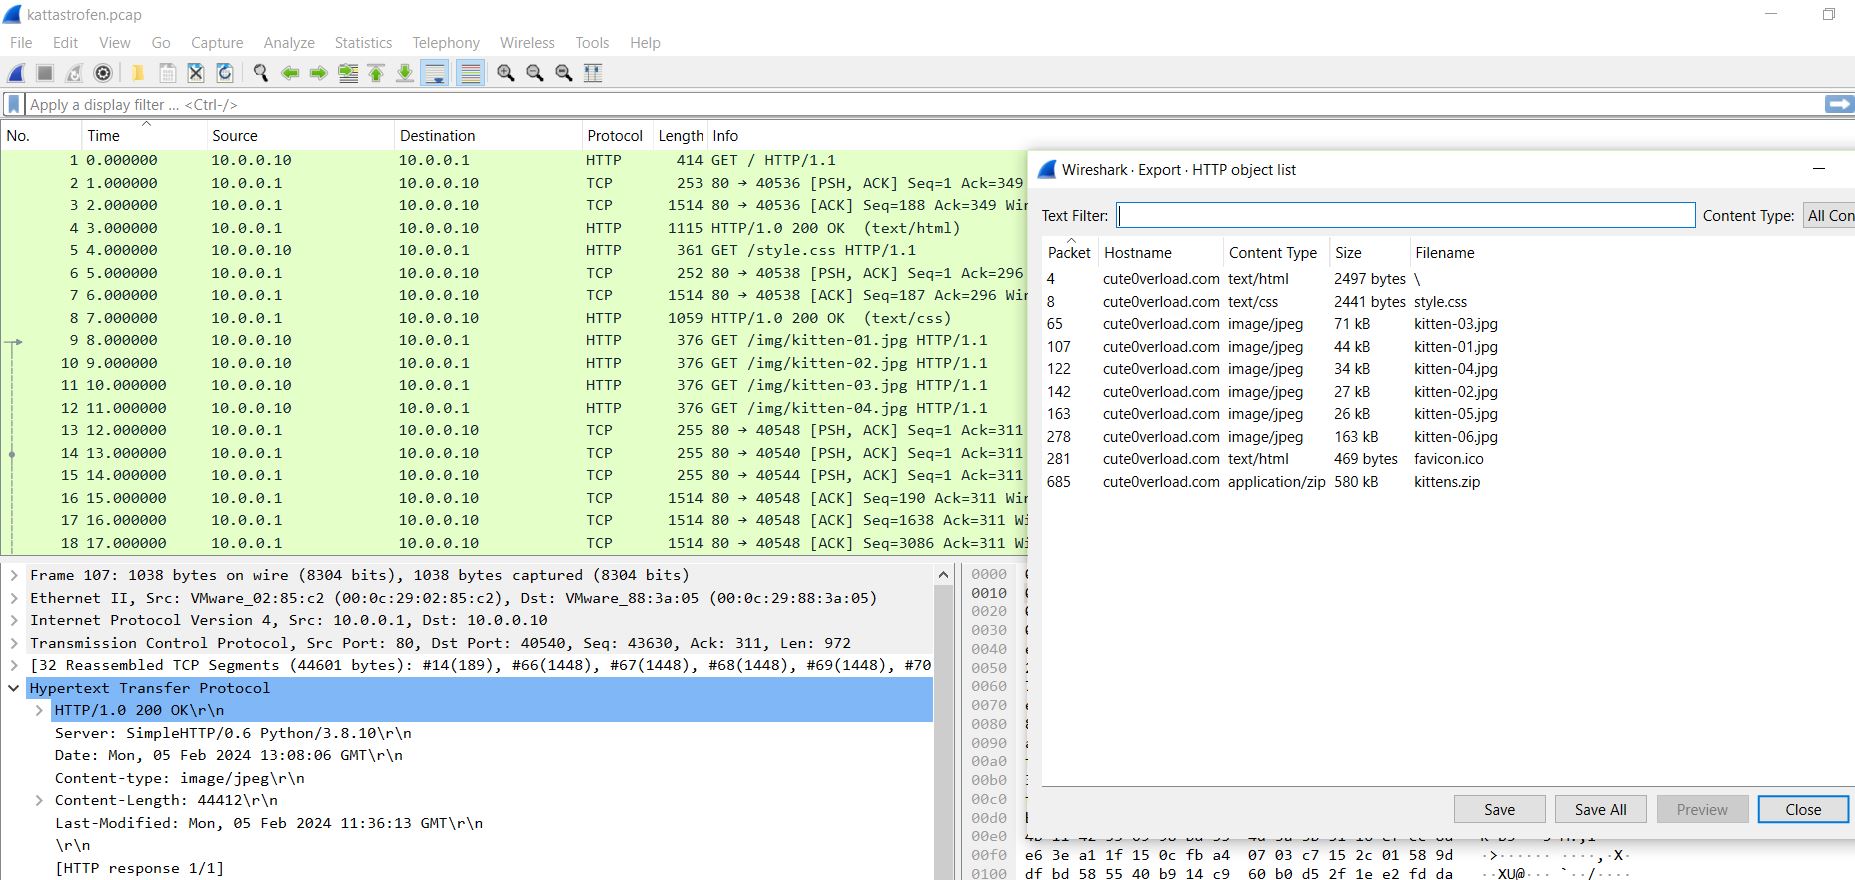 kattastrofen.pcap
File Edit View Go Capture Analyze Statistics Telephony Wireless Tools Help
Apply a display filter ... <Ctrl-/>
No. Time Source Destination Protocol Length Info
1 0.000000 10.0.0.10 10.0.0.1 HTTP 414 GET / HTTP/1.1
2 1.000000 10.0.0.1 10.0.0.10 TCP 253 80 → 40536 [PSH, ACK] Seq=1 Ack=349
3 2.000000 10.0.0.1 10.0.0.10 TCP 1514 80 → 40536 [ACK] Seq=188 Ack=349 Wir
4 3.000000 10.0.0.1 10.0.0.10 HTTP 1115 HTTP/1.0 200 OK (text/html)
5 4.000000 10.0.0.10 10.0.0.1 HTTP 361 GET /style.css HTTP/1.1
6 5.000000 10.0.0.1 10.0.0.10 TCP 252 80 → 40538 [PSH, ACK] Seq=1 Ack=296
7 6.000000 10.0.0.1 10.0.0.10 TCP 1514 80 → 40538 [ACK] Seq=187 Ack=296 Wir
8 7.000000 10.0.0.1 10.0.0.10 HTTP 1059 HTTP/1.0 200 OK (text/css)
9 8.000000 10.0.0.10 10.0.0.1 HTTP 376 GET /img/kitten-01.jpg HTTP/1.1
10 9.000000 10.0.0.10 10.0.0.1 HTTP 376 GET /img/kitten-02.jpg HTTP/1.1
11 10.000000 10.0.0.10 10.0.0.1 HTTP 376 GET /img/kitten-03.jpg HTTP/1.1
12 11.000000 10.0.0.10 10.0.0.1 HTTP 376 GET /img/kitten-04.jpg HTTP/1.1
13 12.000000 10.0.0.1 10.0.0.10 TCP 255 80 → 40548 [PSH, ACK] Seq=1 Ack=311
14 13.000000 10.0.0.1 10.0.0.10 TCP 255 80 → 40540 [PSH, ACK] Seq=1 Ack=311
15 14.000000 10.0.0.1 10.0.0.10 TCP 255 80 → 40544 [PSH, ACK] Seq=1 Ack=311
16 15.000000 10.0.0.1 10.0.0.10 TCP 1514 80 → 40548 [ACK] Seq=190 Ack=311 Wir
17 16.000000 10.0.0.1 10.0.0.10 TCP 1514 80 → 40548 [ACK] Seq=1638 Ack=311 Wi
18 17.000000 10.0.0.1 10.0.0.10 TCP 1514 80 → 40548 [ACK] Seq=3086 Ack=311 Wi
Frame 107: 1038 bytes on wire (8304 bits), 1038 bytes captured (8304 bits)
Ethernet II, Src: VMware_02:85:c2 (00:0c:29:02:85:c2), Dst: VMware_88:3a:05 (00:0c:29:88:3a:05)
Internet Protocol Version 4, Src: 10.0.0.1, Dst: 10.0.0.10
Transmission Control Protocol, Src Port: 80, Dst Port: 40540, Seq: 43630, Ack: 311, Len: 972
[32 Reassembled TCP Segments (44601 bytes): #14(189), #66(1448), #67(1448), #68(1448), #69(1448), #70
Hypertext Transfer Protocol
HTTP/1.0 200 OK\r\n
Server: SimpleHTTP/0.6 Python/3.8.10\r\n
Date: Mon, 05 Feb 2024 13:08:06 GMT\r\n
Content-type: image/jpeg\r\n
Content-Length: 44412\r\n
Last-Modified: Mon, 05 Feb 2024 11:36:13 GMT\r\n
\r\n
[HTTP response 1/1]
0000
0010
0020
0030
0040
0050
0060
0070
0080
0090
00a0
00b0
00c0
00d0
00e0
00f0 e6 3e a1 1f 15 0c fb a4 07 03 c7 15 2c 01 58 9d ·>······ ····,·X·
0100 df bd 58 55 40 b9 14 c9 60 b0 d5 2f 1e e2 fd da ··XU@··· `··/····
Wireshark · Export · HTTP object list
Text Filter: Content Type: All Con
Packet Hostname Content Type Size Filename
4 cute0verload.com text/html 2497 bytes \
8 cute0verload.com text/css 2441 bytes style.css
65 cute0verload.com image/jpeg 71 kB kitten-03.jpg
107 cute0verload.com image/jpeg 44 kB kitten-01.jpg
122 cute0verload.com image/jpeg 34 kB kitten-04.jpg
142 cute0verload.com image/jpeg 27 kB kitten-02.jpg
163 cute0verload.com image/jpeg 26 kB kitten-05.jpg
278 cute0verload.com image/jpeg 163 kB kitten-06.jpg
281 cute0verload.com text/html 469 bytes favicon.ico
685 cute0verload.com application/zip 580 kB kittens.zip
Save Save All Preview Close